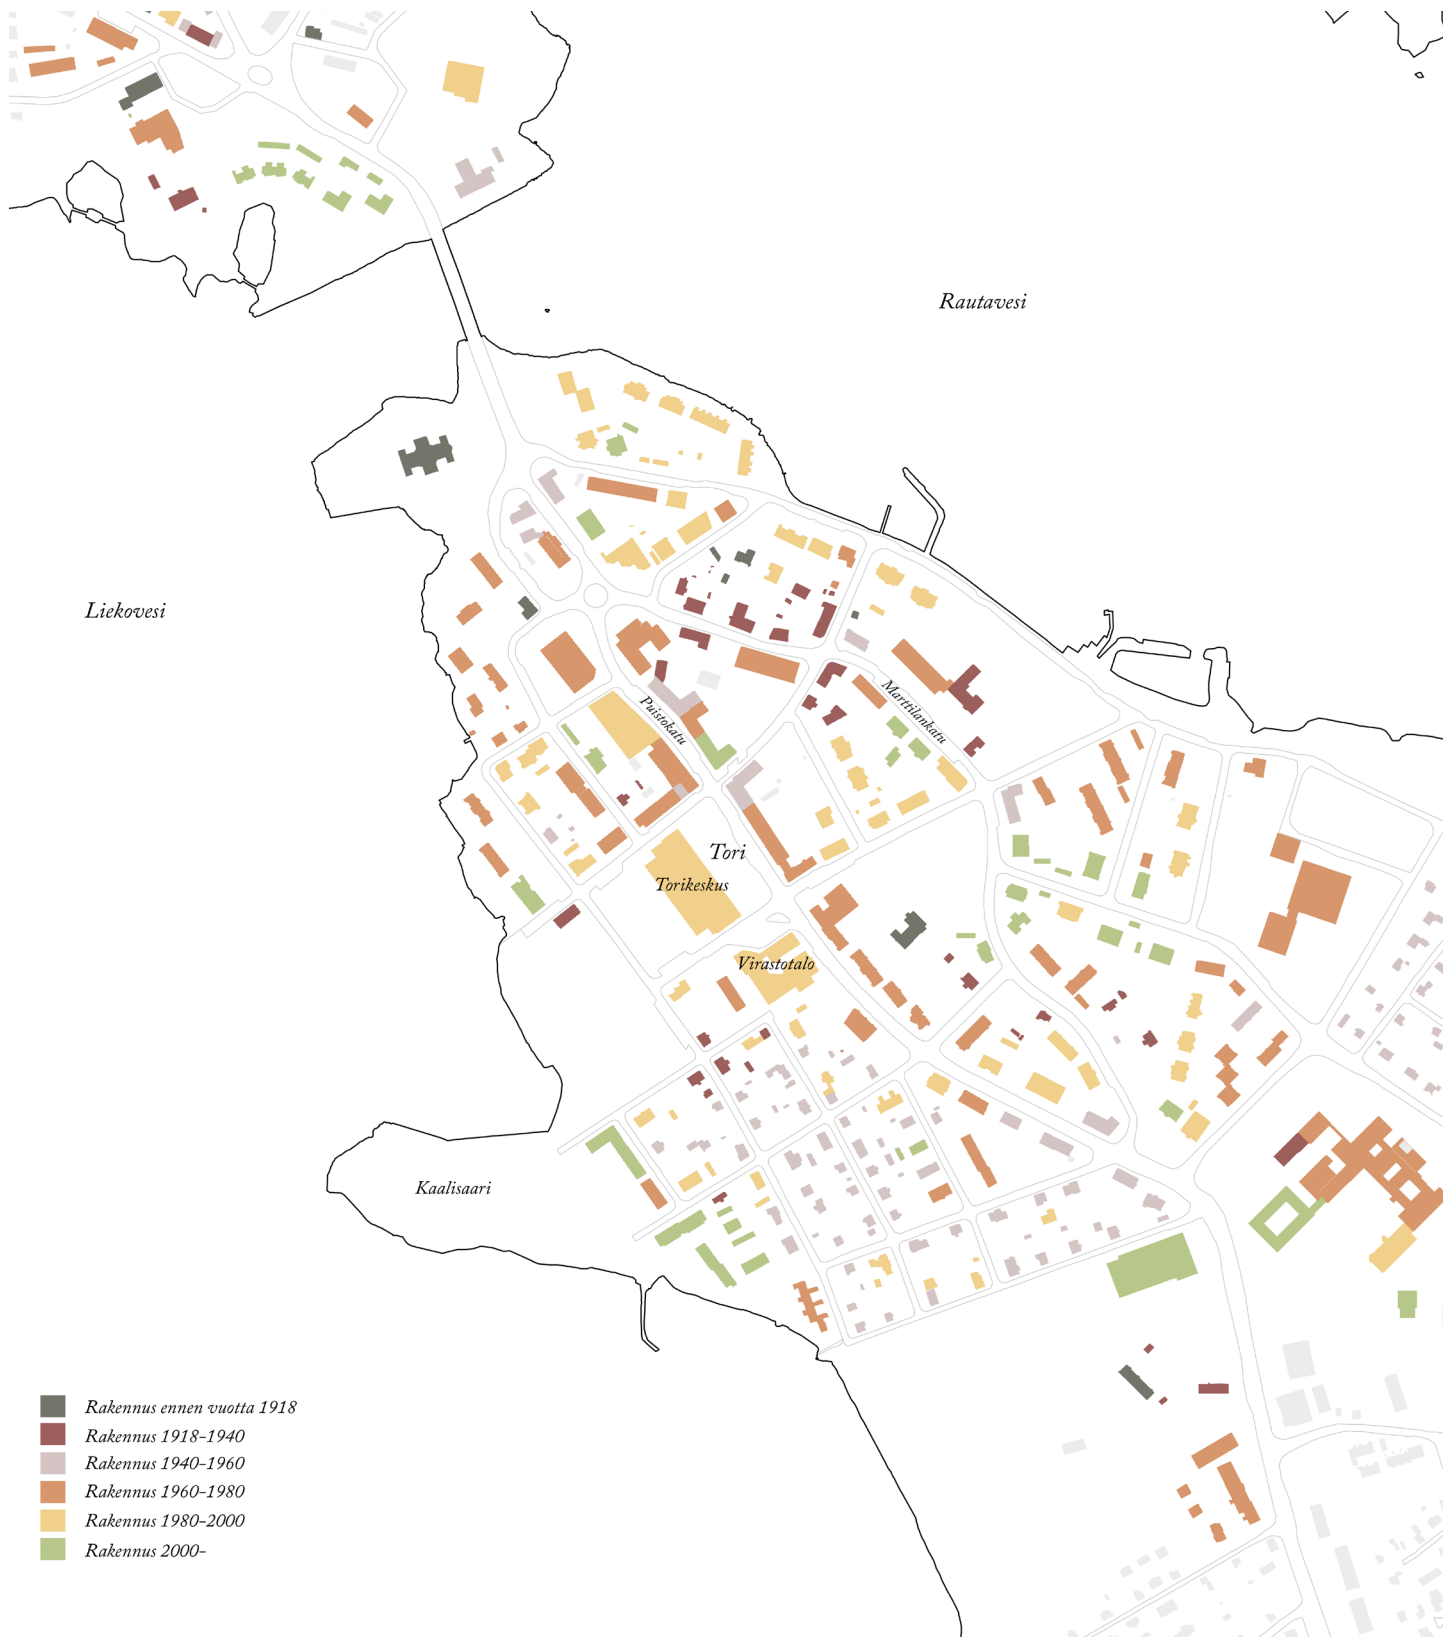 Rautavesi
Liekovesi
Puistokatu
Marttilankatu
Tori
Torikeskus
Virastotalo
Kaalisaari
Rakennus ennen vuotta 1918
Rakennus 1918-1940
Rakennus 1940-1960
Rakennus 1960-1980
Rakennus 1980-2000
Rakennus 2000-